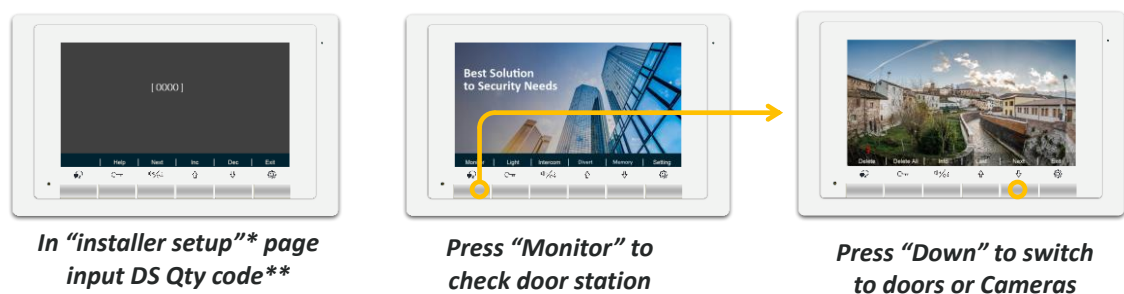 [ 0000 ]
Help | Next | Inc | Dec | Exit
In “installer setup”* page
input DS Qty code**
Best Solution
to Security Needs
Monitor | Light | Intercom | Divert | Memory | Setting
Press “Monitor” to
check door station
Delete | Delete All | Info | Last | Next | Exit
Press “Down” to switch
to doors or Cameras